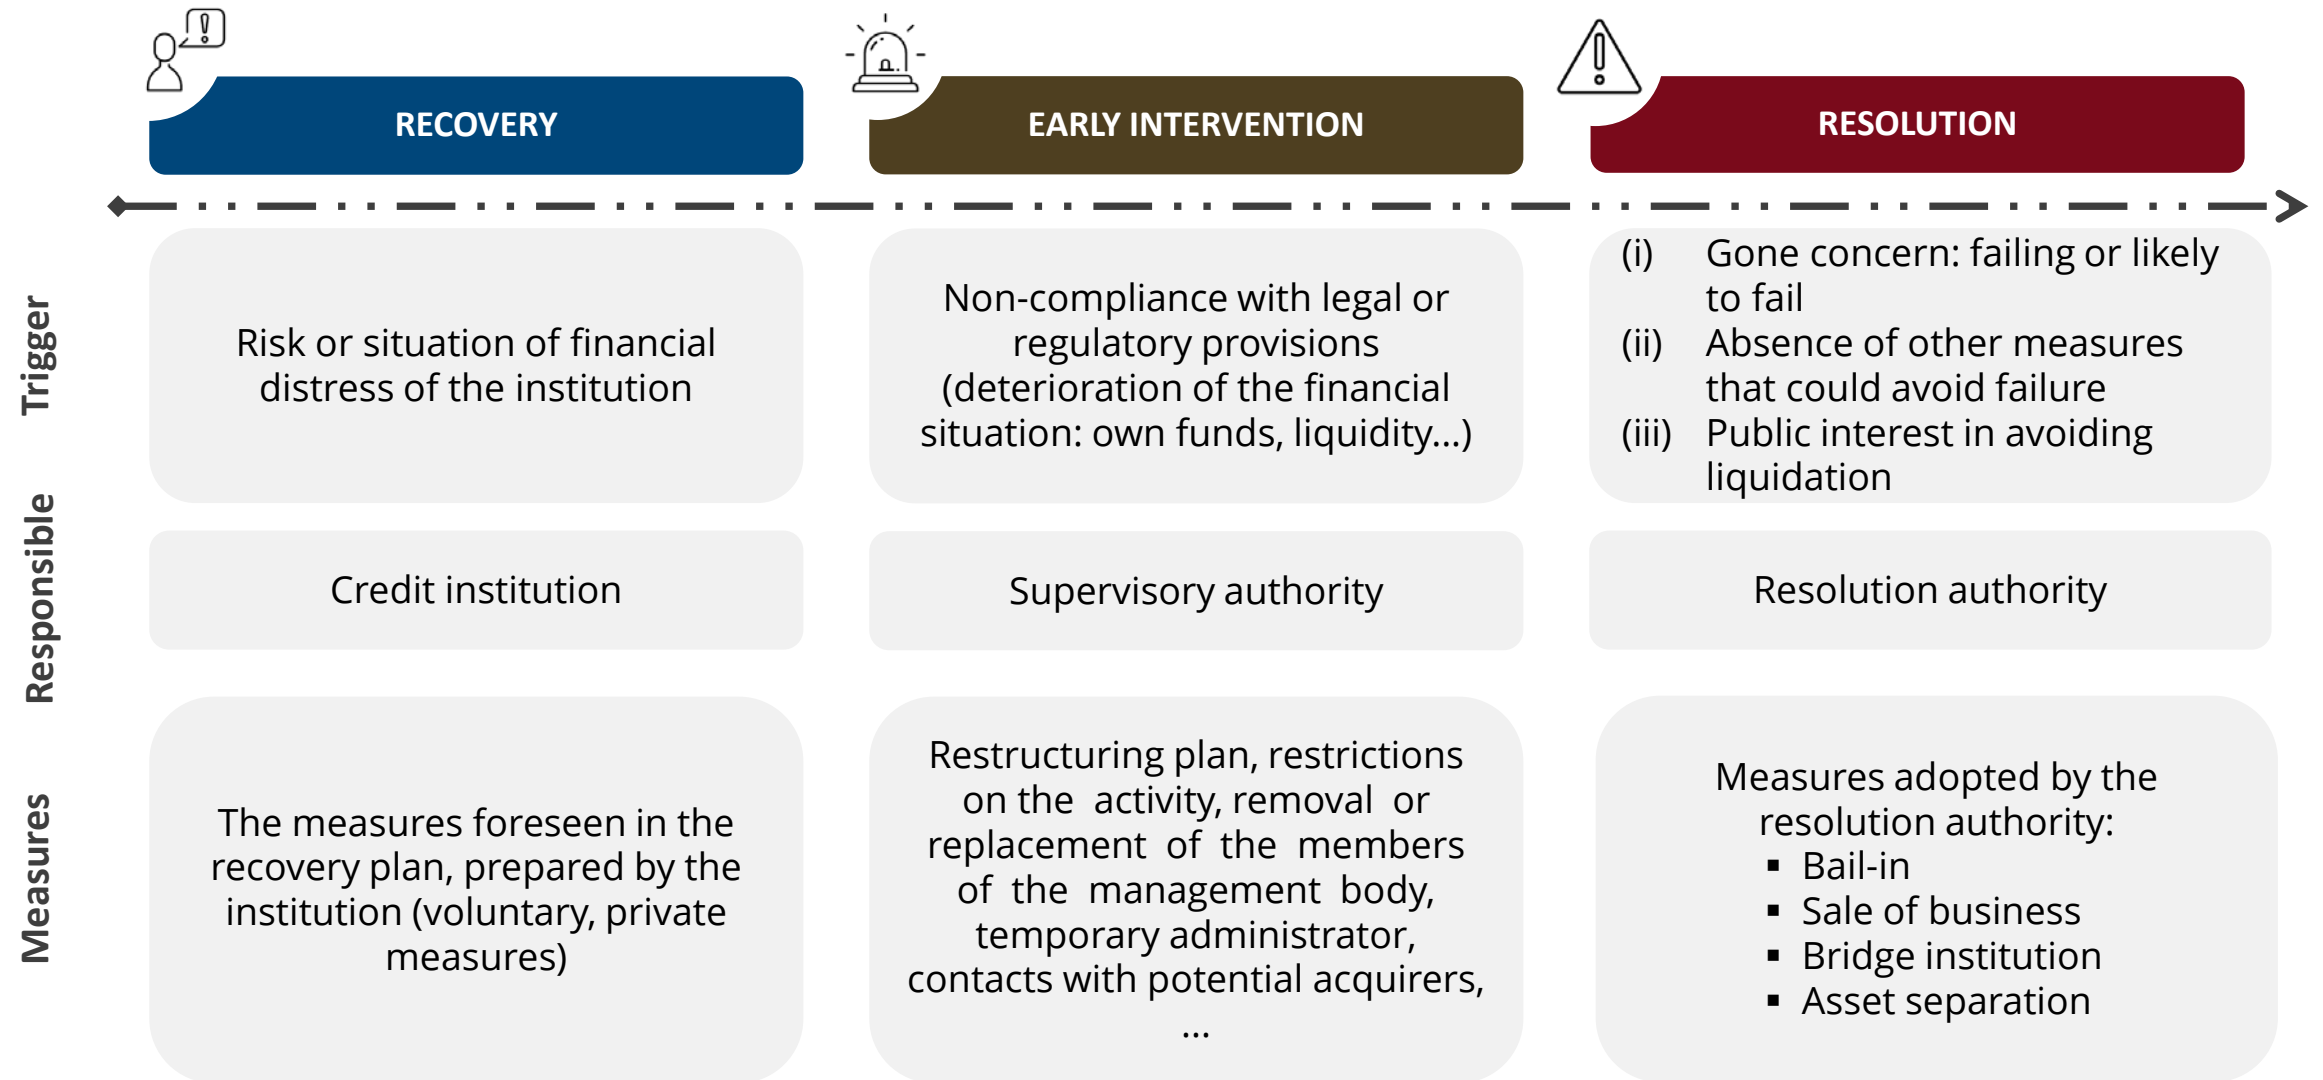 RECOVERY
EARLY INTERVENTION
RESOLUTION
Trigger
Risk or situation of financial
distress of the institution
Non-compliance with legal or
regulatory provisions
(deterioration of the financial
situation: own funds, liquidity...)
(i) Gone concern: failing or likely
to fail
(ii) Absence of other measures
that could avoid failure
(iii) Public interest in avoiding
liquidation
Responsible
Credit institution
Supervisory authority
Resolution authority
Measures
The measures foreseen in the
recovery plan, prepared by the
institution (voluntary, private
measures)
Restructuring plan, restrictions
on the activity, removal or
replacement of the members
of the management body,
temporary administrator,
contacts with potential acquirers,
...
Measures adopted by the
resolution authority:
▪ Bail-in
▪ Sale of business
▪ Bridge institution
▪ Asset separation